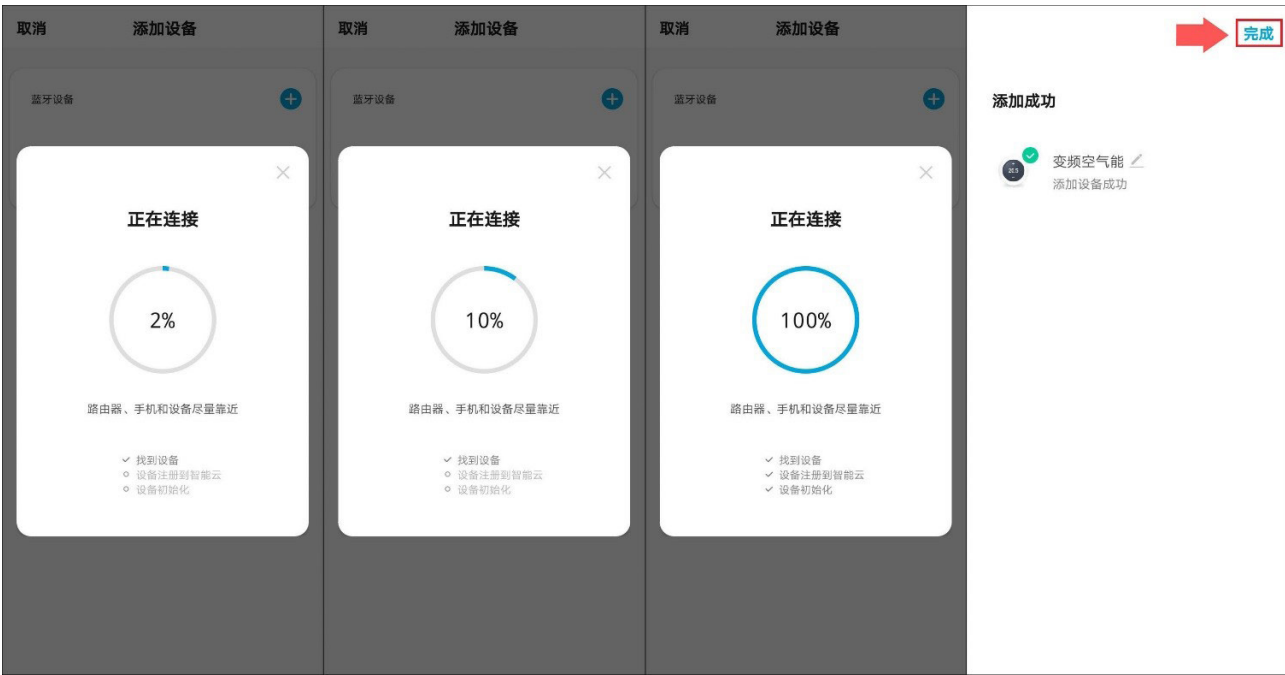 取消 添加设备
蓝牙设备
正在连接
2%
路由器、手机和设备尽量靠近
找到设备
设备注册到智能云
设备初始化
取消 添加设备
蓝牙设备
正在连接
10%
路由器、手机和设备尽量靠近
找到设备
设备注册到智能云
设备初始化
取消 添加设备
蓝牙设备
正在连接
100%
路由器、手机和设备尽量靠近
找到设备
设备注册到智能云
设备初始化
完成
添加成功
变频空气能
添加设备成功